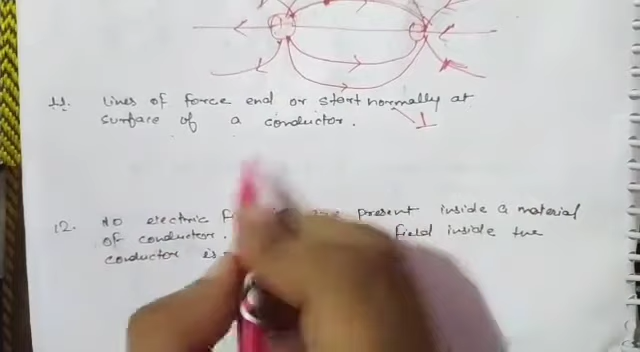 11. Lines of force end or start normally at
surface of a conductor. ⊥
12. No electric present inside a material
of conductor. field inside the
conductor is